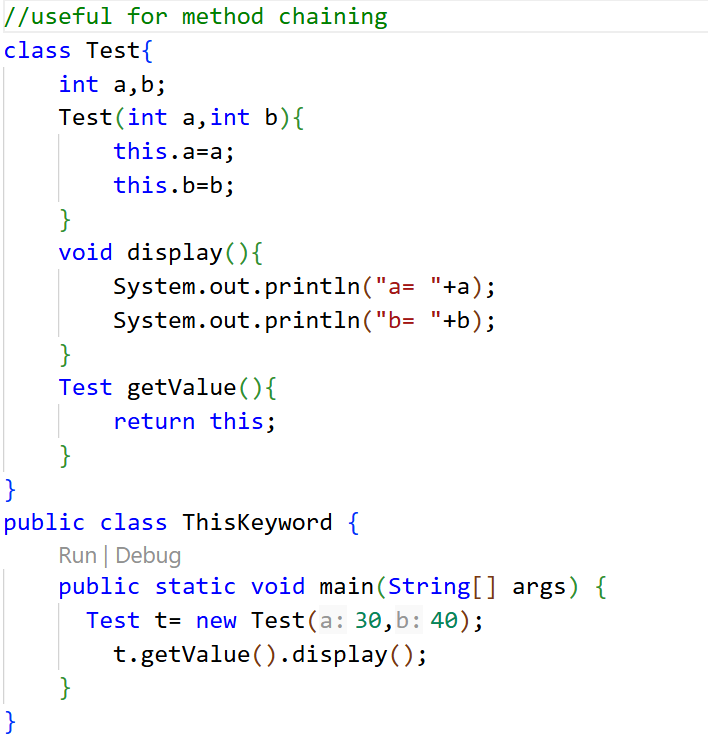 //useful for method chaining
class Test{
    int a,b;
    Test(int a,int b){
        this.a=a;
        this.b=b;
    }
    void display(){
        System.out.println("a= "+a);
        System.out.println("b= "+b);
    }
    Test getValue(){
        return this;
    }
}
public class ThisKeyword {
    Run | Debug
    public static void main(String[] args) {
      Test t= new Test(a: 30,b: 40);
        t.getValue().display();
    }
}